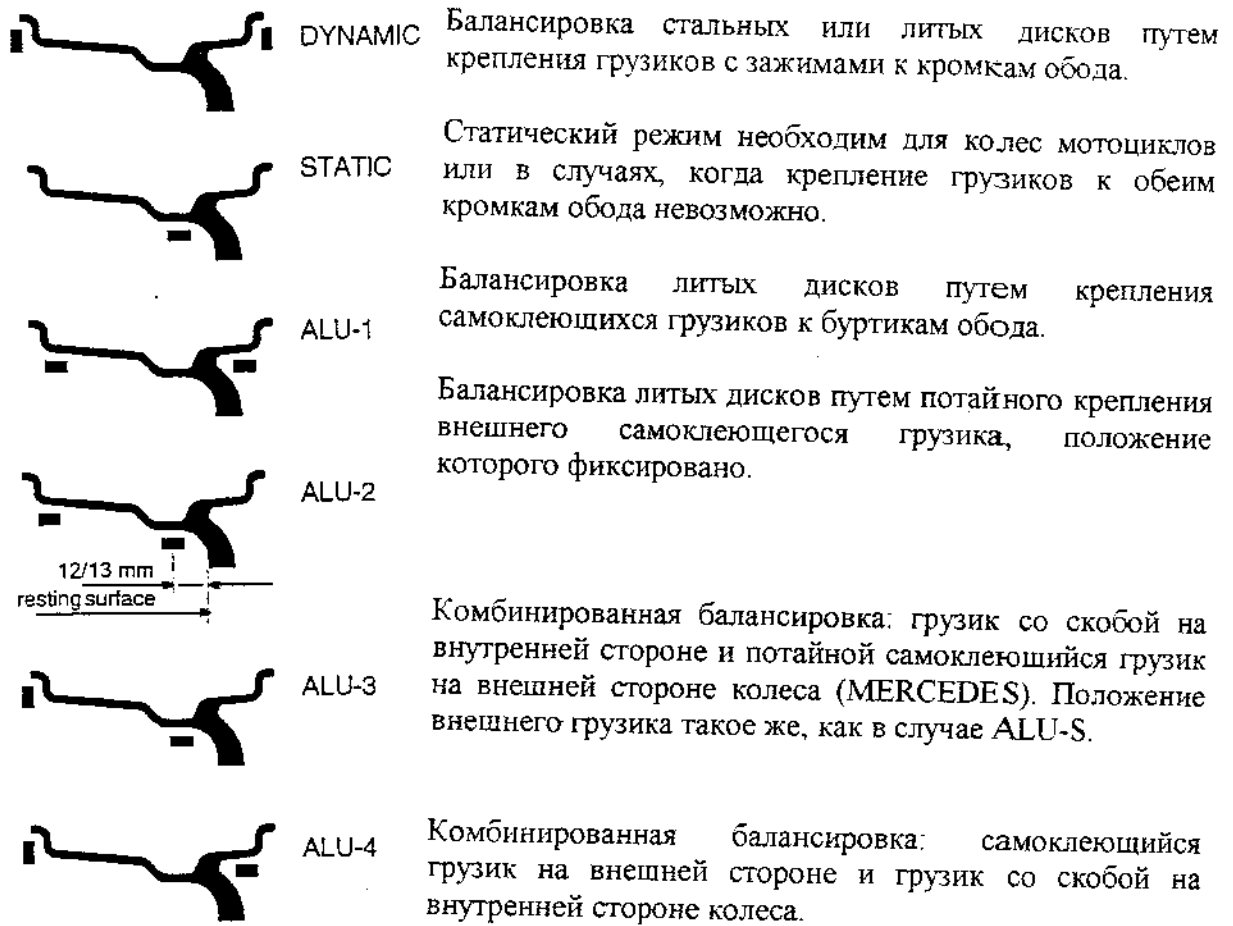 DYNAMIC
Балансировка стальных или литых дисков путем
крепления грузиков с зажимами к кромкам обода.
STATIC
Статический режим необходим для колес мотоциклов
или в случаях, когда крепление грузиков к обеим
кромкам обода невозможно.
ALU-1
Балансировка литых дисков путем крепления
самоклеющихся грузиков к буртикам обода.
Балансировка литых дисков путем потайного крепления
внешнего самоклеющегося грузика, положение
которого фиксировано.
ALU-2
12/13 mm
resting surface
Комбинированная балансировка: грузик со скобой на
внутренней стороне и потайной самоклеющийся грузик
на внешней стороне колеса (MERCEDES). Положение
внешнего грузика такое же, как в случае ALU-S.
ALU-3
ALU-4
Комбинированная балансировка: самоклеющийся
грузик на внешней стороне и грузик со скобой на
внутренней стороне колеса.